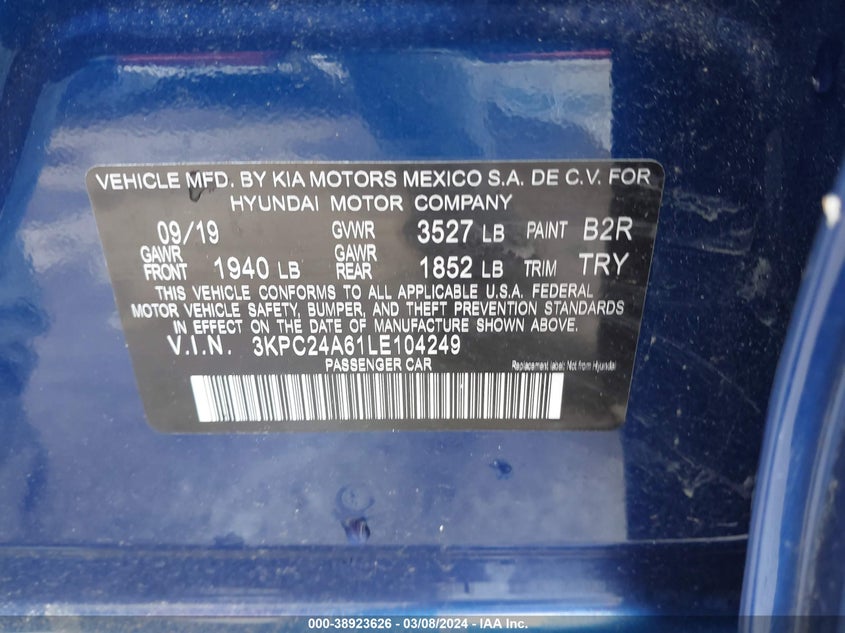 VEHICLE MFD. BY KIA MOTORS MEXICO S.A. DE C.V. FOR
HYUNDAI MOTOR COMPANY
09/19 GVWR 3527 LB PAINT B2R
GAWR FRONT 1940 LB GAWR REAR 1852 LB TRIM TRY
THIS VEHICLE CONFORMS TO ALL APPLICABLE U.S.A. FEDERAL
MOTOR VEHICLE SAFETY, BUMPER, AND THEFT PREVENTION STANDARDS
IN EFFECT ON THE DATE OF MANUFACTURE SHOWN ABOVE.
V.I.N. 3KPC24A61LE104249
PASSENGER CAR Replacement label: Not from Hyundai
000-38923626 - 03/08/2024 - IAA Inc.